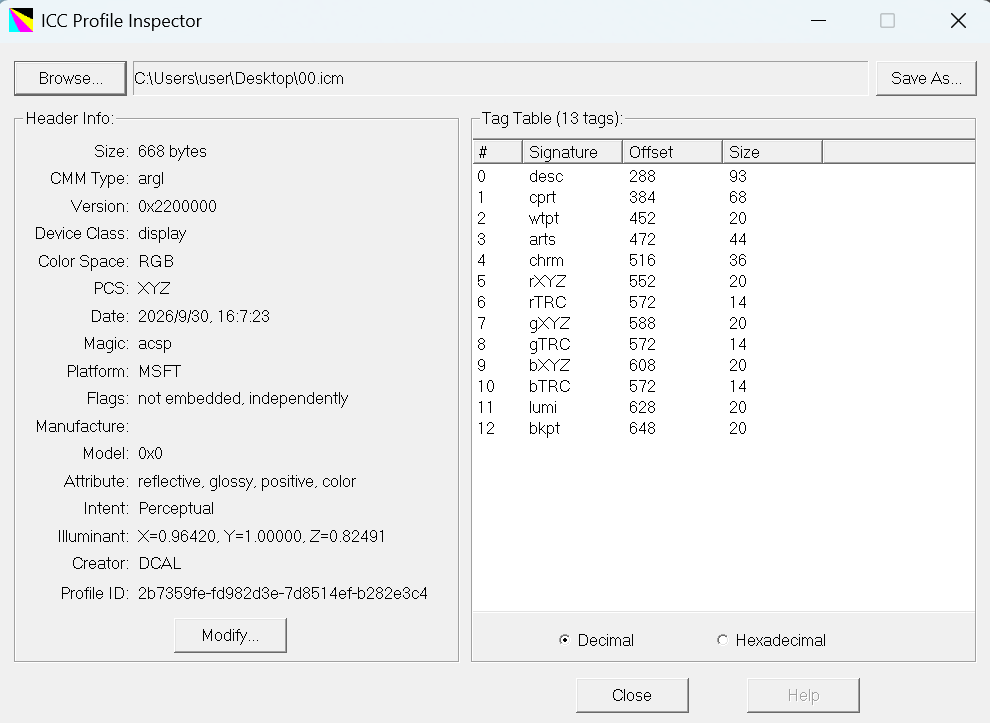 ICC Profile Inspector
Browse... C:\Users\user\Desktop\00.icm Save As...
Header Info:
Size: 668 bytes
CMM Type: argl
Version: 0x2200000
Device Class: display
Color Space: RGB
PCS: XYZ
Date: 2026/9/30, 16:7:23
Magic: acsp
Platform: MSFT
Flags: not embedded, independently
Manufacture:
Model: 0x0
Attribute: reflective, glossy, positive, color
Intent: Perceptual
Illuminant: X=0.96420, Y=1.00000, Z=0.82491
Creator: DCAL
Profile ID: 2b7359fe-fd982d3e-7d8514ef-b282e3c4
Modify...
Tag Table (13 tags):
# Signature Offset Size
0 desc 288 93
1 cprt 384 68
2 wtpt 452 20
3 arts 472 44
4 chrm 516 36
5 rXYZ 552 20
6 rTRC 572 14
7 gXYZ 588 20
8 gTRC 572 14
9 bXYZ 608 20
10 bTRC 572 14
11 lumi 628 20
12 bkpt 648 20
Decimal Hexadecimal
Close Help